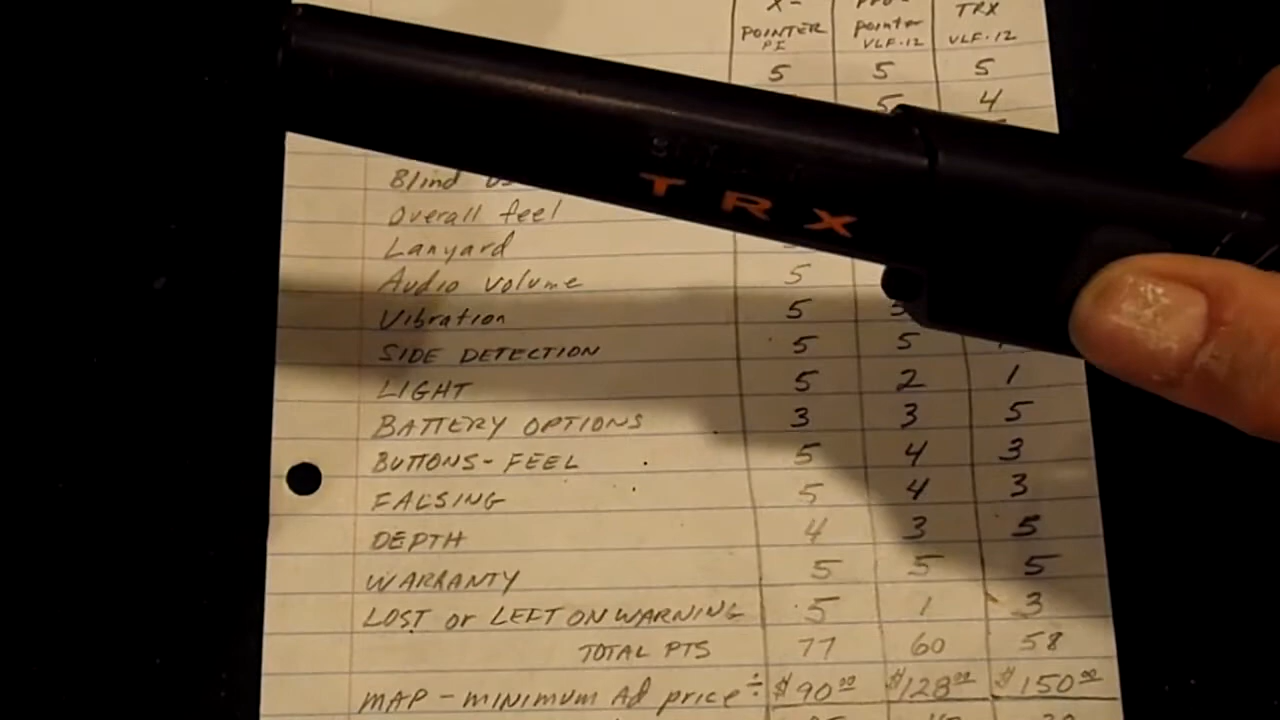 X- TRX
POINTER Pointer VLF-12
PI VLF-12
5 5 5
5 4
Blind
Overall feel
Lanyard
TRX
Audio volume 5
Vibration 5
SIDE DETECTION 5 5
LIGHT 5 2 1
BATTERY OPTIONS 3 3 5
BUTTONS-FEEL 5 4 3
FALSING 5 4 3
DEPTH 4 3 5
WARRANTY 5 5 5
LOST or LEFT ON WARNING 5 1 3
TOTAL PTS 77 60 58
MAP - MINIMUM Ad price ÷ $90.00 $128.00 $150.00